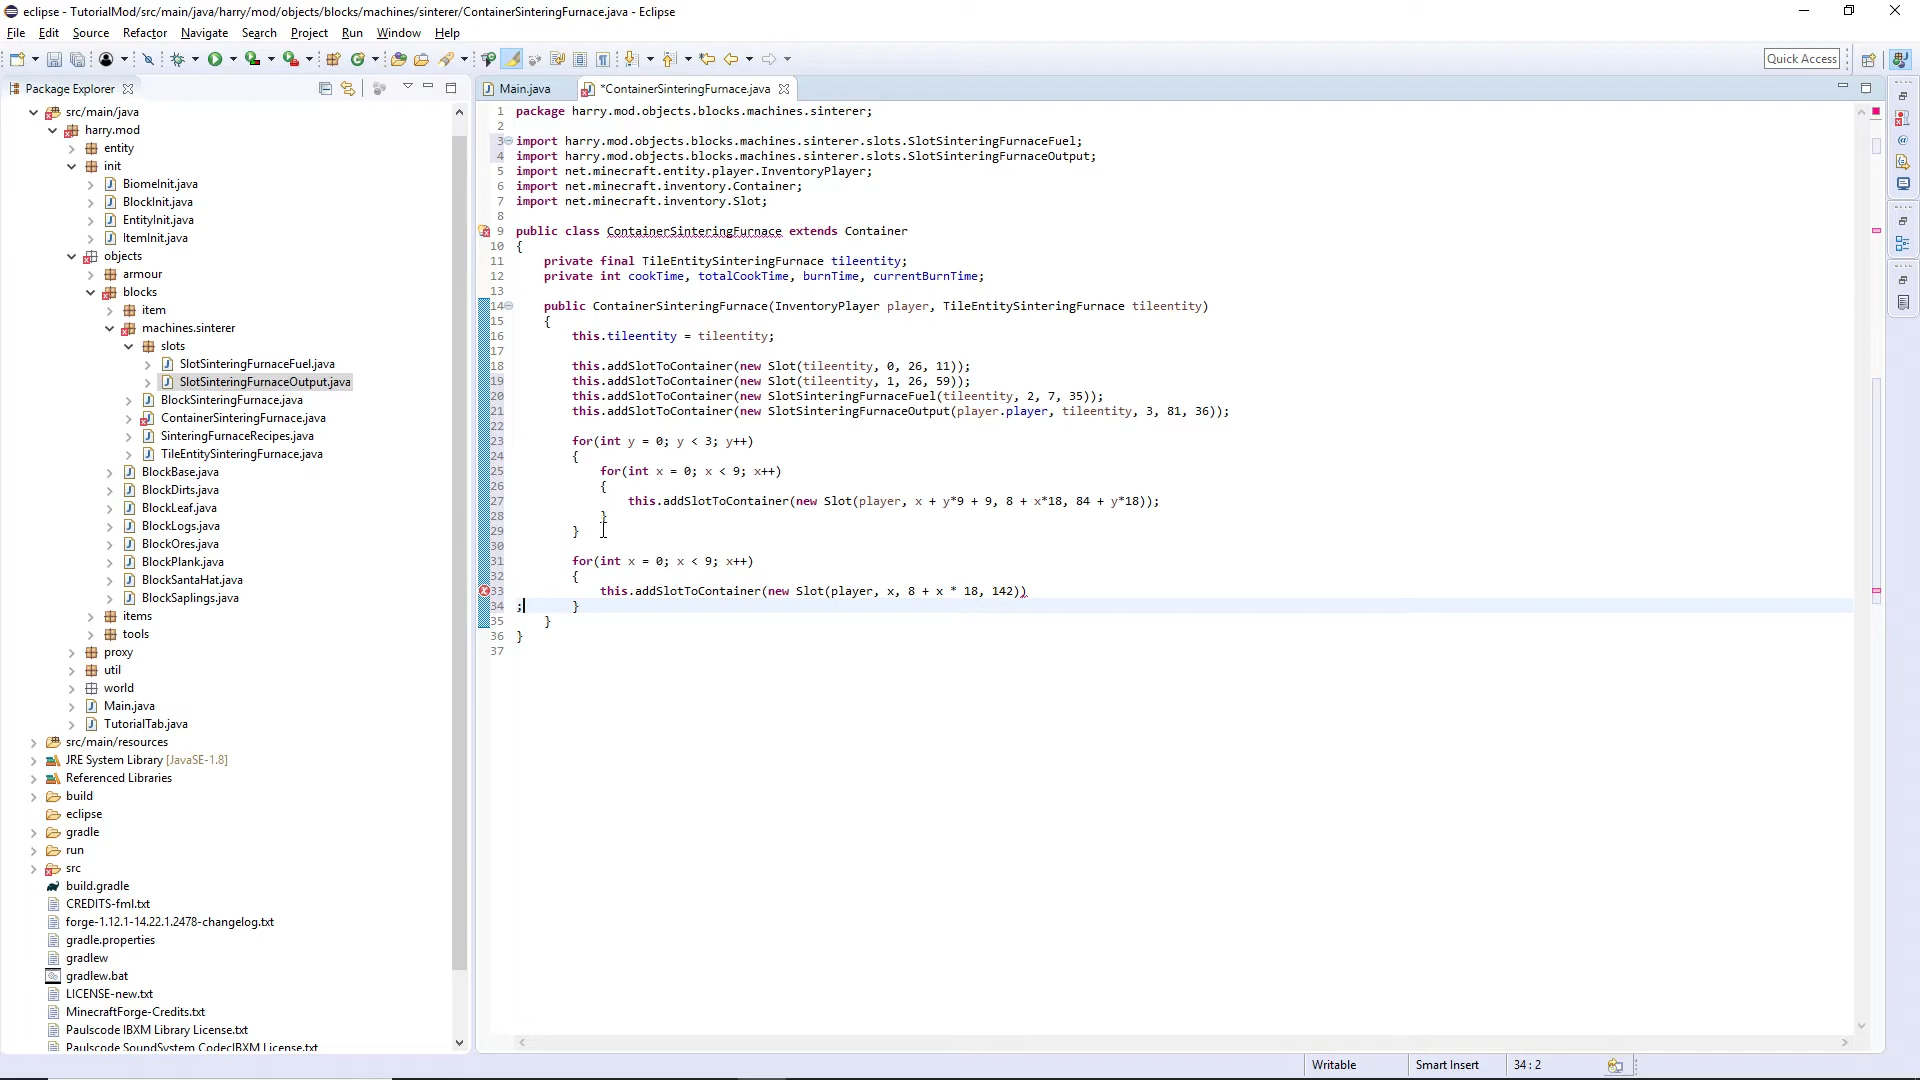 eclipse - TutorialMod/src/main/java/harry/mod/objects/blocks/machines/sinterer/ContainerSinteringFurnace.java - Eclipse
File Edit Source Refactor Navigate Search Project Run Window Help
Quick Access
Package Explorer
src/main/java
harry.mod
entity
init
BiomeInit.java
BlockInit.java
EntityInit.java
ItemInit.java
objects
armour
blocks
item
machines.sinterer
slots
SlotSinteringFurnaceFuel.java
SlotSinteringFurnaceOutput.java
BlockSinteringFurnace.java
ContainerSinteringFurnace.java
SinteringFurnaceRecipes.java
TileEntitySinteringFurnace.java
BlockBase.java
BlockDirts.java
BlockLeaf.java
BlockLogs.java
BlockOres.java
BlockPlank.java
BlockSantaHat.java
BlockSaplings.java
items
tools
proxy
util
world
Main.java
TutorialTab.java
src/main/resources
JRE System Library [JavaSE-1.8]
Referenced Libraries
build
eclipse
gradle
run
src
build.gradle
CREDITS-fml.txt
forge-1.12.1-14.22.1.2478-changelog.txt
gradle.properties
gradlew
gradlew.bat
LICENSE-new.txt
MinecraftForge-Credits.txt
Paulscode IBXM Library License.txt
Paulscode SoundSystem CodecIBXM License.txt
Main.java *ContainerSinteringFurnace.java
1 package harry.mod.objects.blocks.machines.sinterer;
2
3 import harry.mod.objects.blocks.machines.sinterer.slots.SlotSinteringFurnaceFuel;
4 import harry.mod.objects.blocks.machines.sinterer.slots.SlotSinteringFurnaceOutput;
5 import net.minecraft.entity.player.InventoryPlayer;
6 import net.minecraft.inventory.Container;
7 import net.minecraft.inventory.Slot;
8
9 public class ContainerSinteringFurnace extends Container
10 {
11 private final TileEntitySinteringFurnace tileentity;
12 private int cookTime, totalCookTime, burnTime, currentBurnTime;
13
14 public ContainerSinteringFurnace(InventoryPlayer player, TileEntitySinteringFurnace tileentity)
15 {
16 this.tileentity = tileentity;
17
18 this.addSlotToContainer(new Slot(tileentity, 0, 26, 11));
19 this.addSlotToContainer(new Slot(tileentity, 1, 26, 59));
20 this.addSlotToContainer(new SlotSinteringFurnaceFuel(tileentity, 2, 7, 35));
21 this.addSlotToContainer(new SlotSinteringFurnaceOutput(player.player, tileentity, 3, 81, 36));
22
23 for(int y = 0; y < 3; y++)
24 {
25 for(int x = 0; x < 9; x++)
26 {
27 this.addSlotToContainer(new Slot(player, x + y*9 + 9, 8 + x*18, 84 + y*18));
28 }
29 }
30
31 for(int x = 0; x < 9; x++)
32 {
33 this.addSlotToContainer(new Slot(player, x, 8 + x * 18, 142))
34 ; }
35 }
36 }
37
Writable Smart Insert 34 : 2